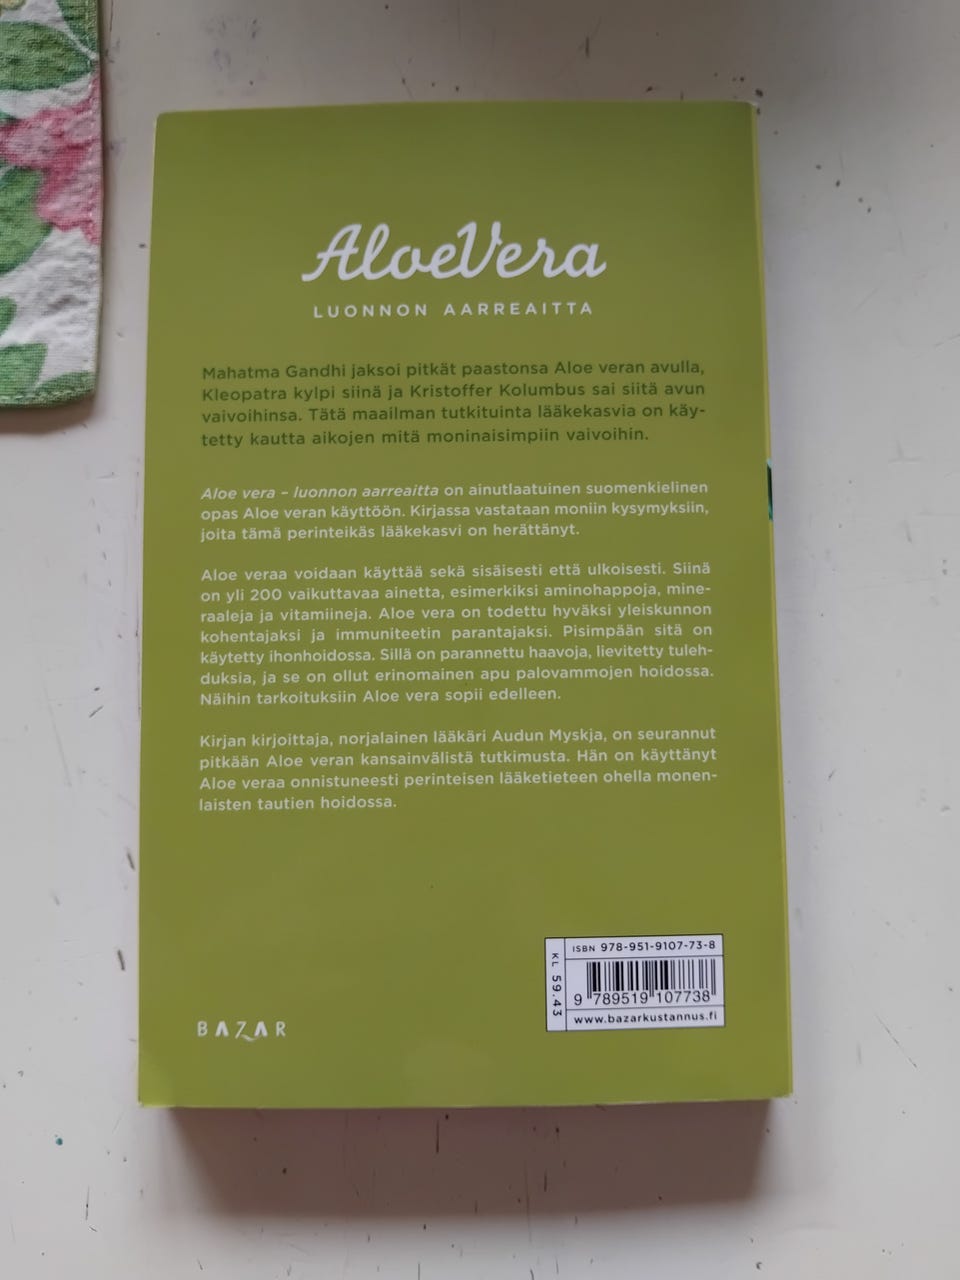 AloeVera
LUONNON AARREAITTA
Mahatma Gandhi jaksoi pitkät paastonsa Aloe veran avulla,
Kleopatra kylpi siinä ja Kristoffer Kolumbus sai siitä avun
vaivoihinsa. Tätä maailman tutkituinta lääkekasvia on käy-
tetty kautta aikojen mitä moninaisimpiin vaivoihin.
Aloe vera – luonnon aarreaitta on ainutlaatuinen suomenkielinen
opas Aloe veran käyttöön. Kirjassa vastataan moniin kysymyksiin,
joita tämä perinteikäs lääkekasvi on herättänyt.
Aloe veraa voidaan käyttää sekä sisäisesti että ulkoisesti. Siinä
on yli 200 vaikuttavaa ainetta, esimerkiksi aminohappoja, mine-
raaleja ja vitamiineja. Aloe vera on todettu hyväksi yleiskunnon
kohentajaksi ja immuniteetin parantajaksi. Pisimpään sitä on
käytetty ihonhoidossa. Sillä on parannettu haavoja, lievitetty tuleh-
duksia, ja se on ollut erinomainen apu palovammojen hoidossa.
Näihin tarkoituksiin Aloe vera sopii edelleen.
Kirjan kirjoittaja, norjalainen lääkäri Audun Myskja, on seurannut
pitkään Aloe veran kansainvälistä tutkimusta. Hän on käyttänyt
Aloe veraa onnistuneesti perinteisen lääketieteen ohella monen-
laisten tautien hoidossa.
BAZAR
KL 59.43
ISBN 978-951-9107-73-8
9 789519 107738
www.bazarkustannus.fi